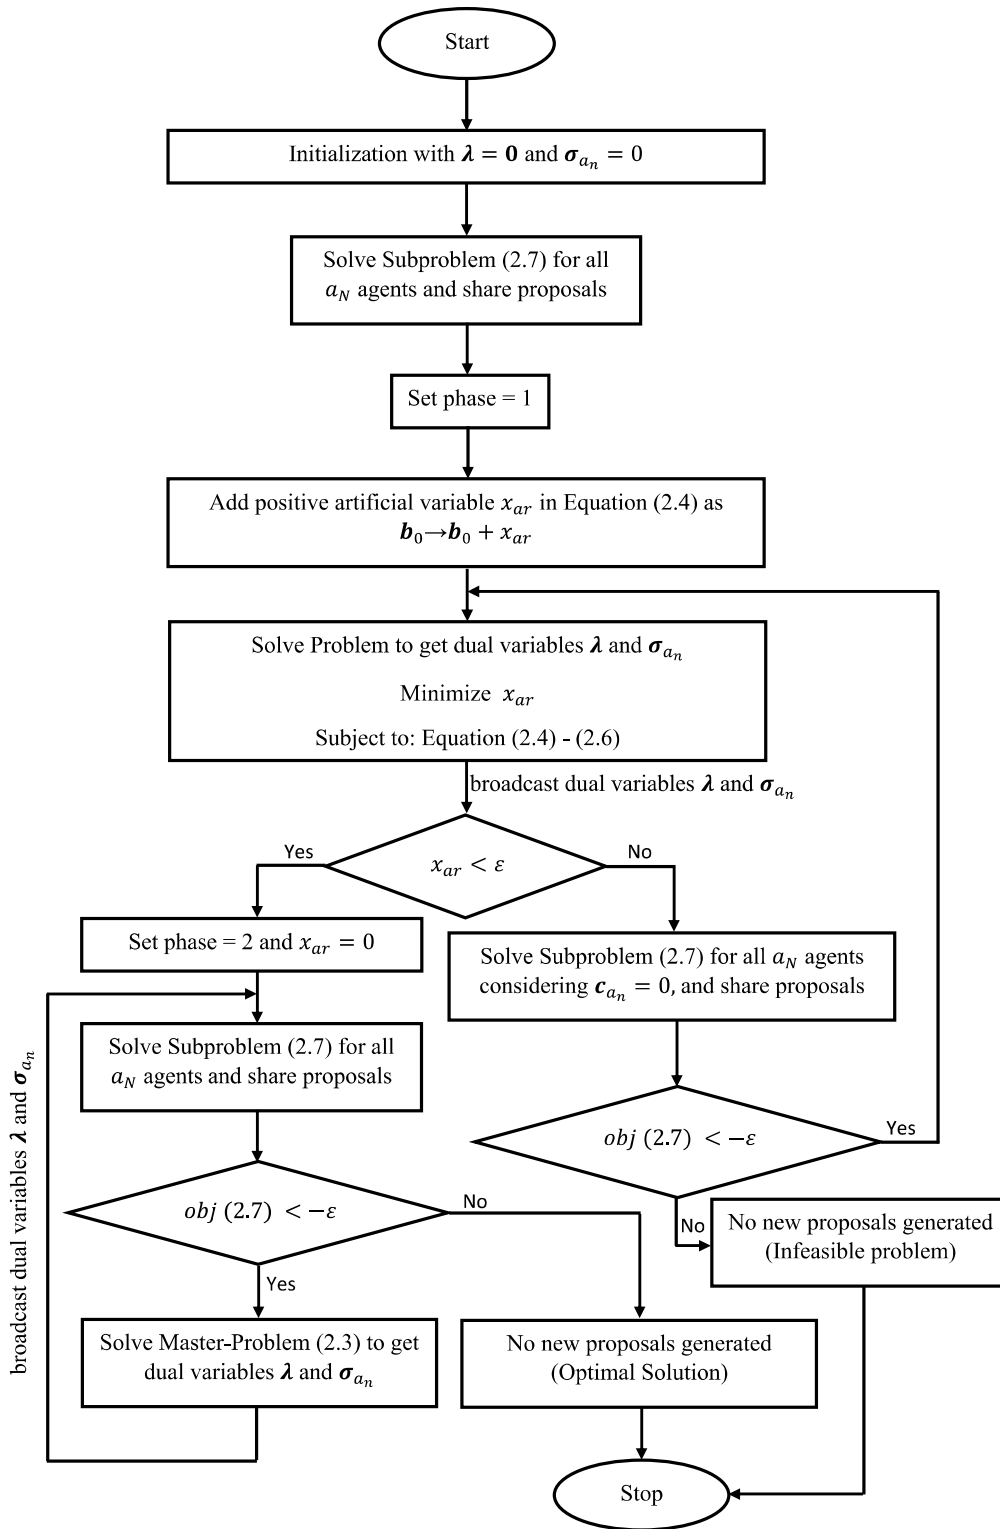 Start
Initialization with 𝝀 = 𝟎 and 𝝈_{a_n} = 0
Solve Subproblem (2.7) for all
a_N agents and share proposals
Set phase = 1
Add positive artificial variable x_{ar} in Equation (2.4) as
𝒃_0→𝒃_0 + x_{ar}
Solve Problem to get dual variables 𝝀 and 𝝈_{a_n}
Minimize x_{ar}
Subject to: Equation (2.4) - (2.6)
broadcast dual variables 𝝀 and 𝝈_{a_n}
x_{ar} < ε
Yes
No
Set phase = 2 and x_{ar} = 0
Solve Subproblem (2.7) for all a_N agents
considering 𝒄_{a_n} = 0, and share proposals
Solve Subproblem (2.7) for all
a_N agents and share proposals
broadcast dual variables 𝝀 and 𝝈_{a_n}
obj (2.7) < −ε
Yes
No
No new proposals generated
(Infeasible problem)
obj (2.7) < −ε
No
Yes
Solve Master-Problem (2.3) to get
dual variables 𝝀 and 𝝈_{a_n}
No new proposals generated
(Optimal Solution)
Stop